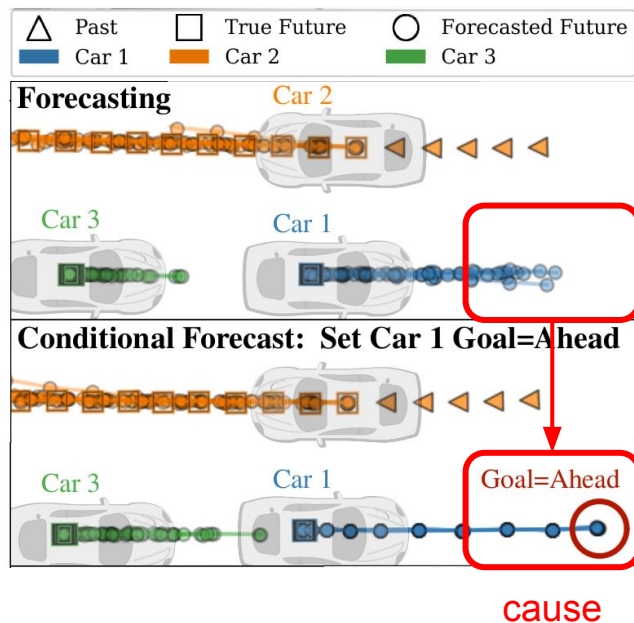 Past True Future Forecasted Future
Car 1 Car 2 Car 3
Forecasting
Car 2
Car 3 Car 1
Conditional Forecast: Set Car 1 Goal=Ahead
Car 3 Car 1 Goal=Ahead
cause